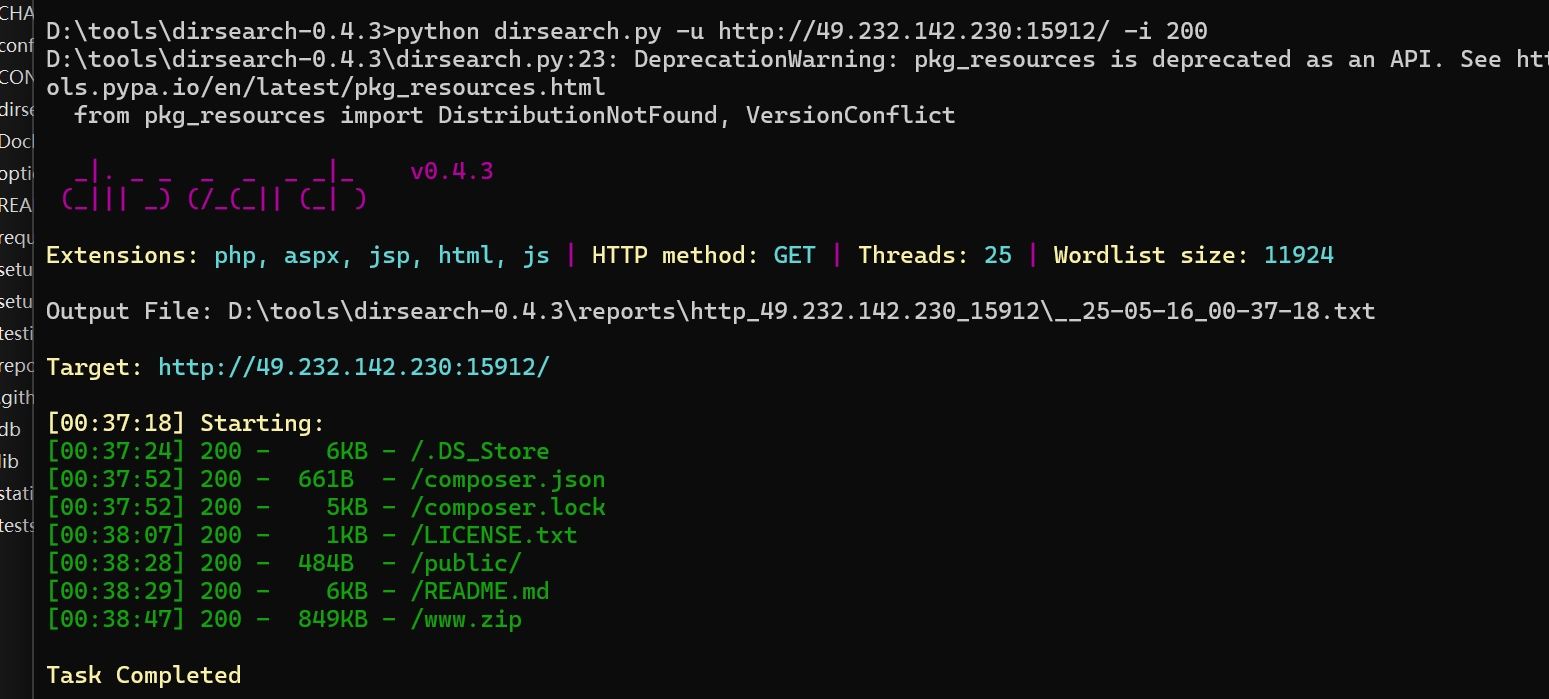 CHA
conf
CON
dirse
Docl
optic
REA
requ
setu
setu
testi
repo
.gith
db
lib
stati
tests
D:\tools\dirsearch-0.4.3>python dirsearch.py -u http://49.232.142.230:15912/ -i 200
D:\tools\dirsearch-0.4.3\dirsearch.py:23: DeprecationWarning: pkg_resources is deprecated as an API. See htt
ols.pypa.io/en/latest/pkg_resources.html
  from pkg_resources import DistributionNotFound, VersionConflict
  _|. _ _  _  _  _ _|_    v0.4.3
 (_||| _) (/_(_|| (_| )
Extensions: php, aspx, jsp, html, js | HTTP method: GET | Threads: 25 | Wordlist size: 11924
Output File: D:\tools\dirsearch-0.4.3\reports\http_49.232.142.230_15912\__25-05-16_00-37-18.txt
Target: http://49.232.142.230:15912/
[00:37:18] Starting:
[00:37:24] 200 -    6KB - /.DS_Store
[00:37:52] 200 -  661B  - /composer.json
[00:37:52] 200 -    5KB - /composer.lock
[00:38:07] 200 -    1KB - /LICENSE.txt
[00:38:28] 200 -  484B  - /public/
[00:38:29] 200 -    6KB - /README.md
[00:38:47] 200 -  849KB - /www.zip
Task Completed